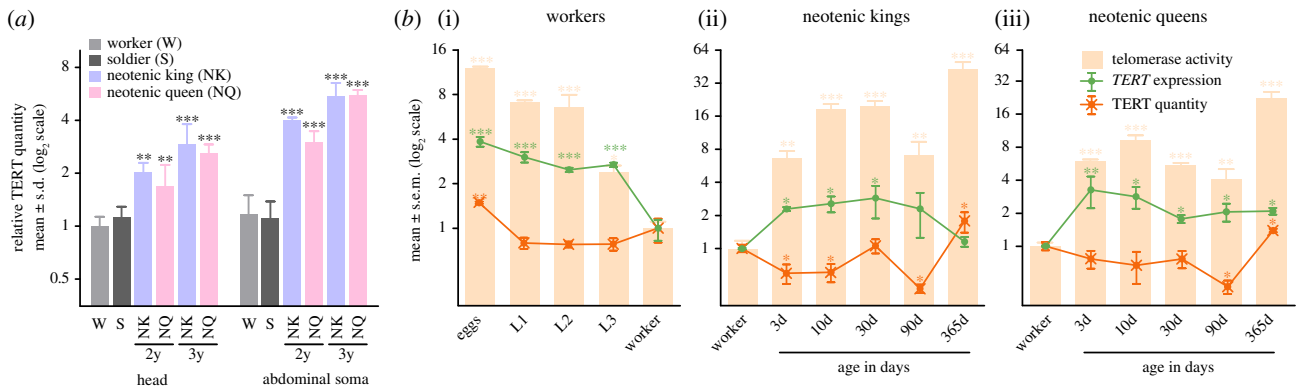 (a)
worker (W)
soldier (S)
neotenic king (NK)
neotenic queen (NQ)
relative TERT quantity
mean ± s.d. (log2 scale)
8
4
2
1
0.5
** ** *** *** *** *** *** ***
W S NK NQ NK NQ W S NK NQ NK NQ
2y 3y 2y 3y
head abdominal soma
(b) (i) workers
mean ± s.e.m. (log2 scale)
16
8
4
2
1
*** *** ***
*** *** *** ***
**
eggs L1 L2 L3 worker
(ii) neotenic kings
64
32
16
8
4
2
1
** *** *** ** ***
* * * *
* * * *
worker 3d 10d 30d 90d 365d
age in days
(iii) neotenic queens
telomerase activity
TERT expression
TERT quantity
64
32
16
8
4
2
1
*** *** *** ** ***
** * * * *
* *
worker 3d 10d 30d 90d 365d
age in days